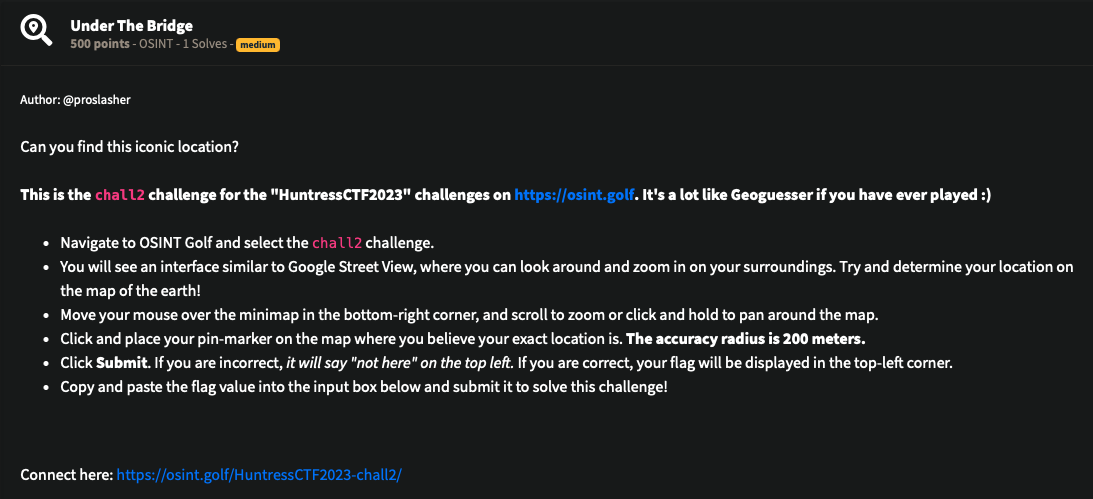 Under The Bridge
500 points - OSINT - 1 Solves - medium
Author: @proslasher
Can you find this iconic location?
This is the chall2 challenge for the "HuntressCTF2023" challenges on https://osint.golf. It's a lot like Geoguesser if you have ever played :)
• Navigate to OSINT Golf and select the chall2 challenge.
• You will see an interface similar to Google Street View, where you can look around and zoom in on your surroundings. Try and determine your location on
the map of the earth!
• Move your mouse over the minimap in the bottom-right corner, and scroll to zoom or click and hold to pan around the map.
• Click and place your pin-marker on the map where you believe your exact location is. The accuracy radius is 200 meters.
• Click Submit. If you are incorrect, it will say "not here" on the top left. If you are correct, your flag will be displayed in the top-left corner.
• Copy and paste the flag value into the input box below and submit it to solve this challenge!
Connect here: https://osint.golf/HuntressCTF2023-chall2/